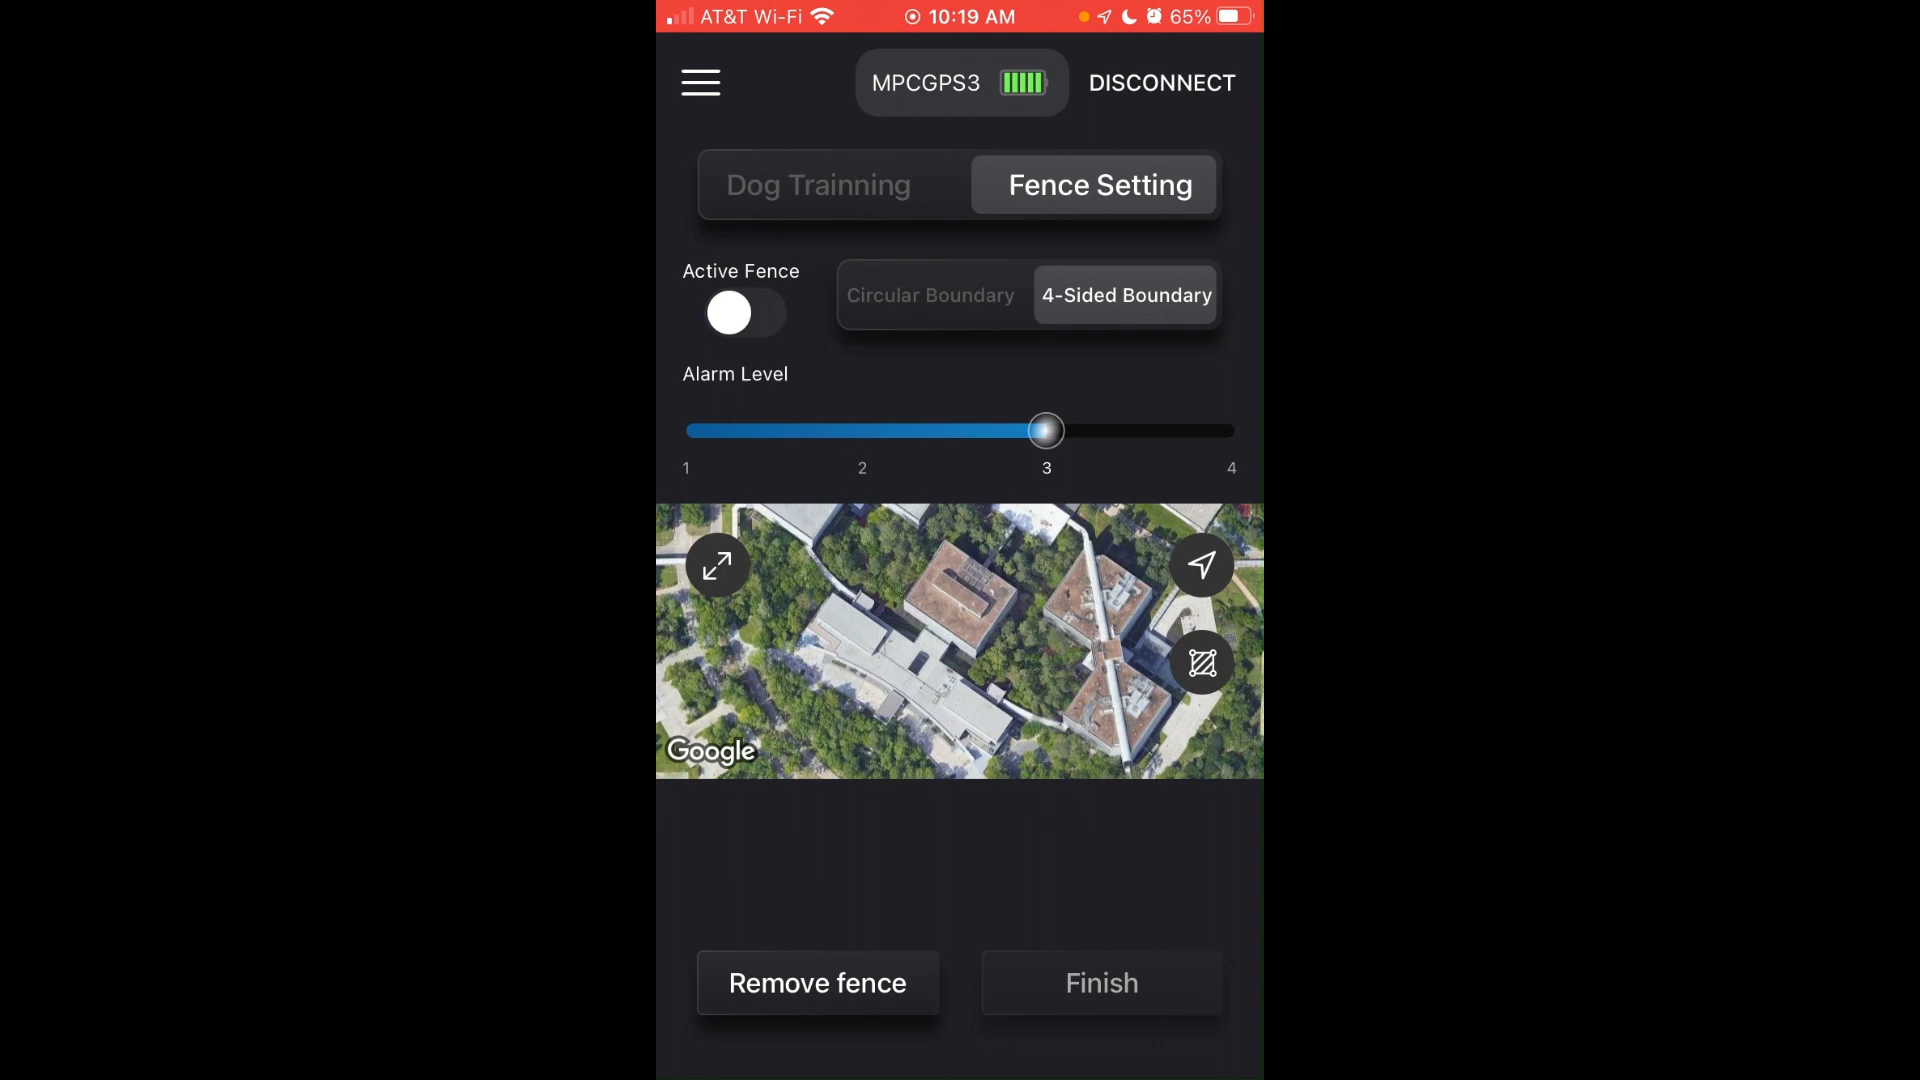 AT&T Wi-Fi 10:19 AM 65%
MPCGPS3 DISCONNECT
Dog Trainning Fence Setting
Active Fence
Circular Boundary 4-Sided Boundary
Alarm Level
1 2 3 4
Google
Remove fence Finish